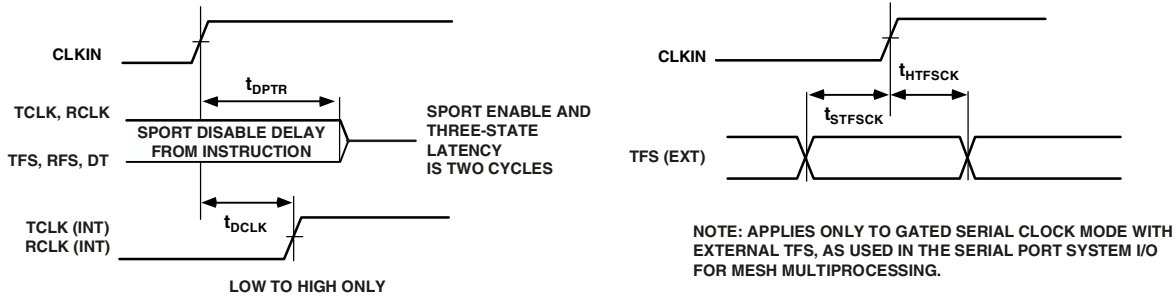 CLKIN
tDPTR
TCLK, RCLK
SPORT DISABLE DELAY
FROM INSTRUCTION
TFS, RFS, DT
SPORT ENABLE AND
THREE-STATE
LATENCY
IS TWO CYCLES
tDCLK
TCLK (INT)
RCLK (INT)
LOW TO HIGH ONLY
CLKIN
tHTFSCK
tSTFSCK
TFS (EXT)
NOTE: APPLIES ONLY TO GATED SERIAL CLOCK MODE WITH
EXTERNAL TFS, AS USED IN THE SERIAL PORT SYSTEM I/O
FOR MESH MULTIPROCESSING.